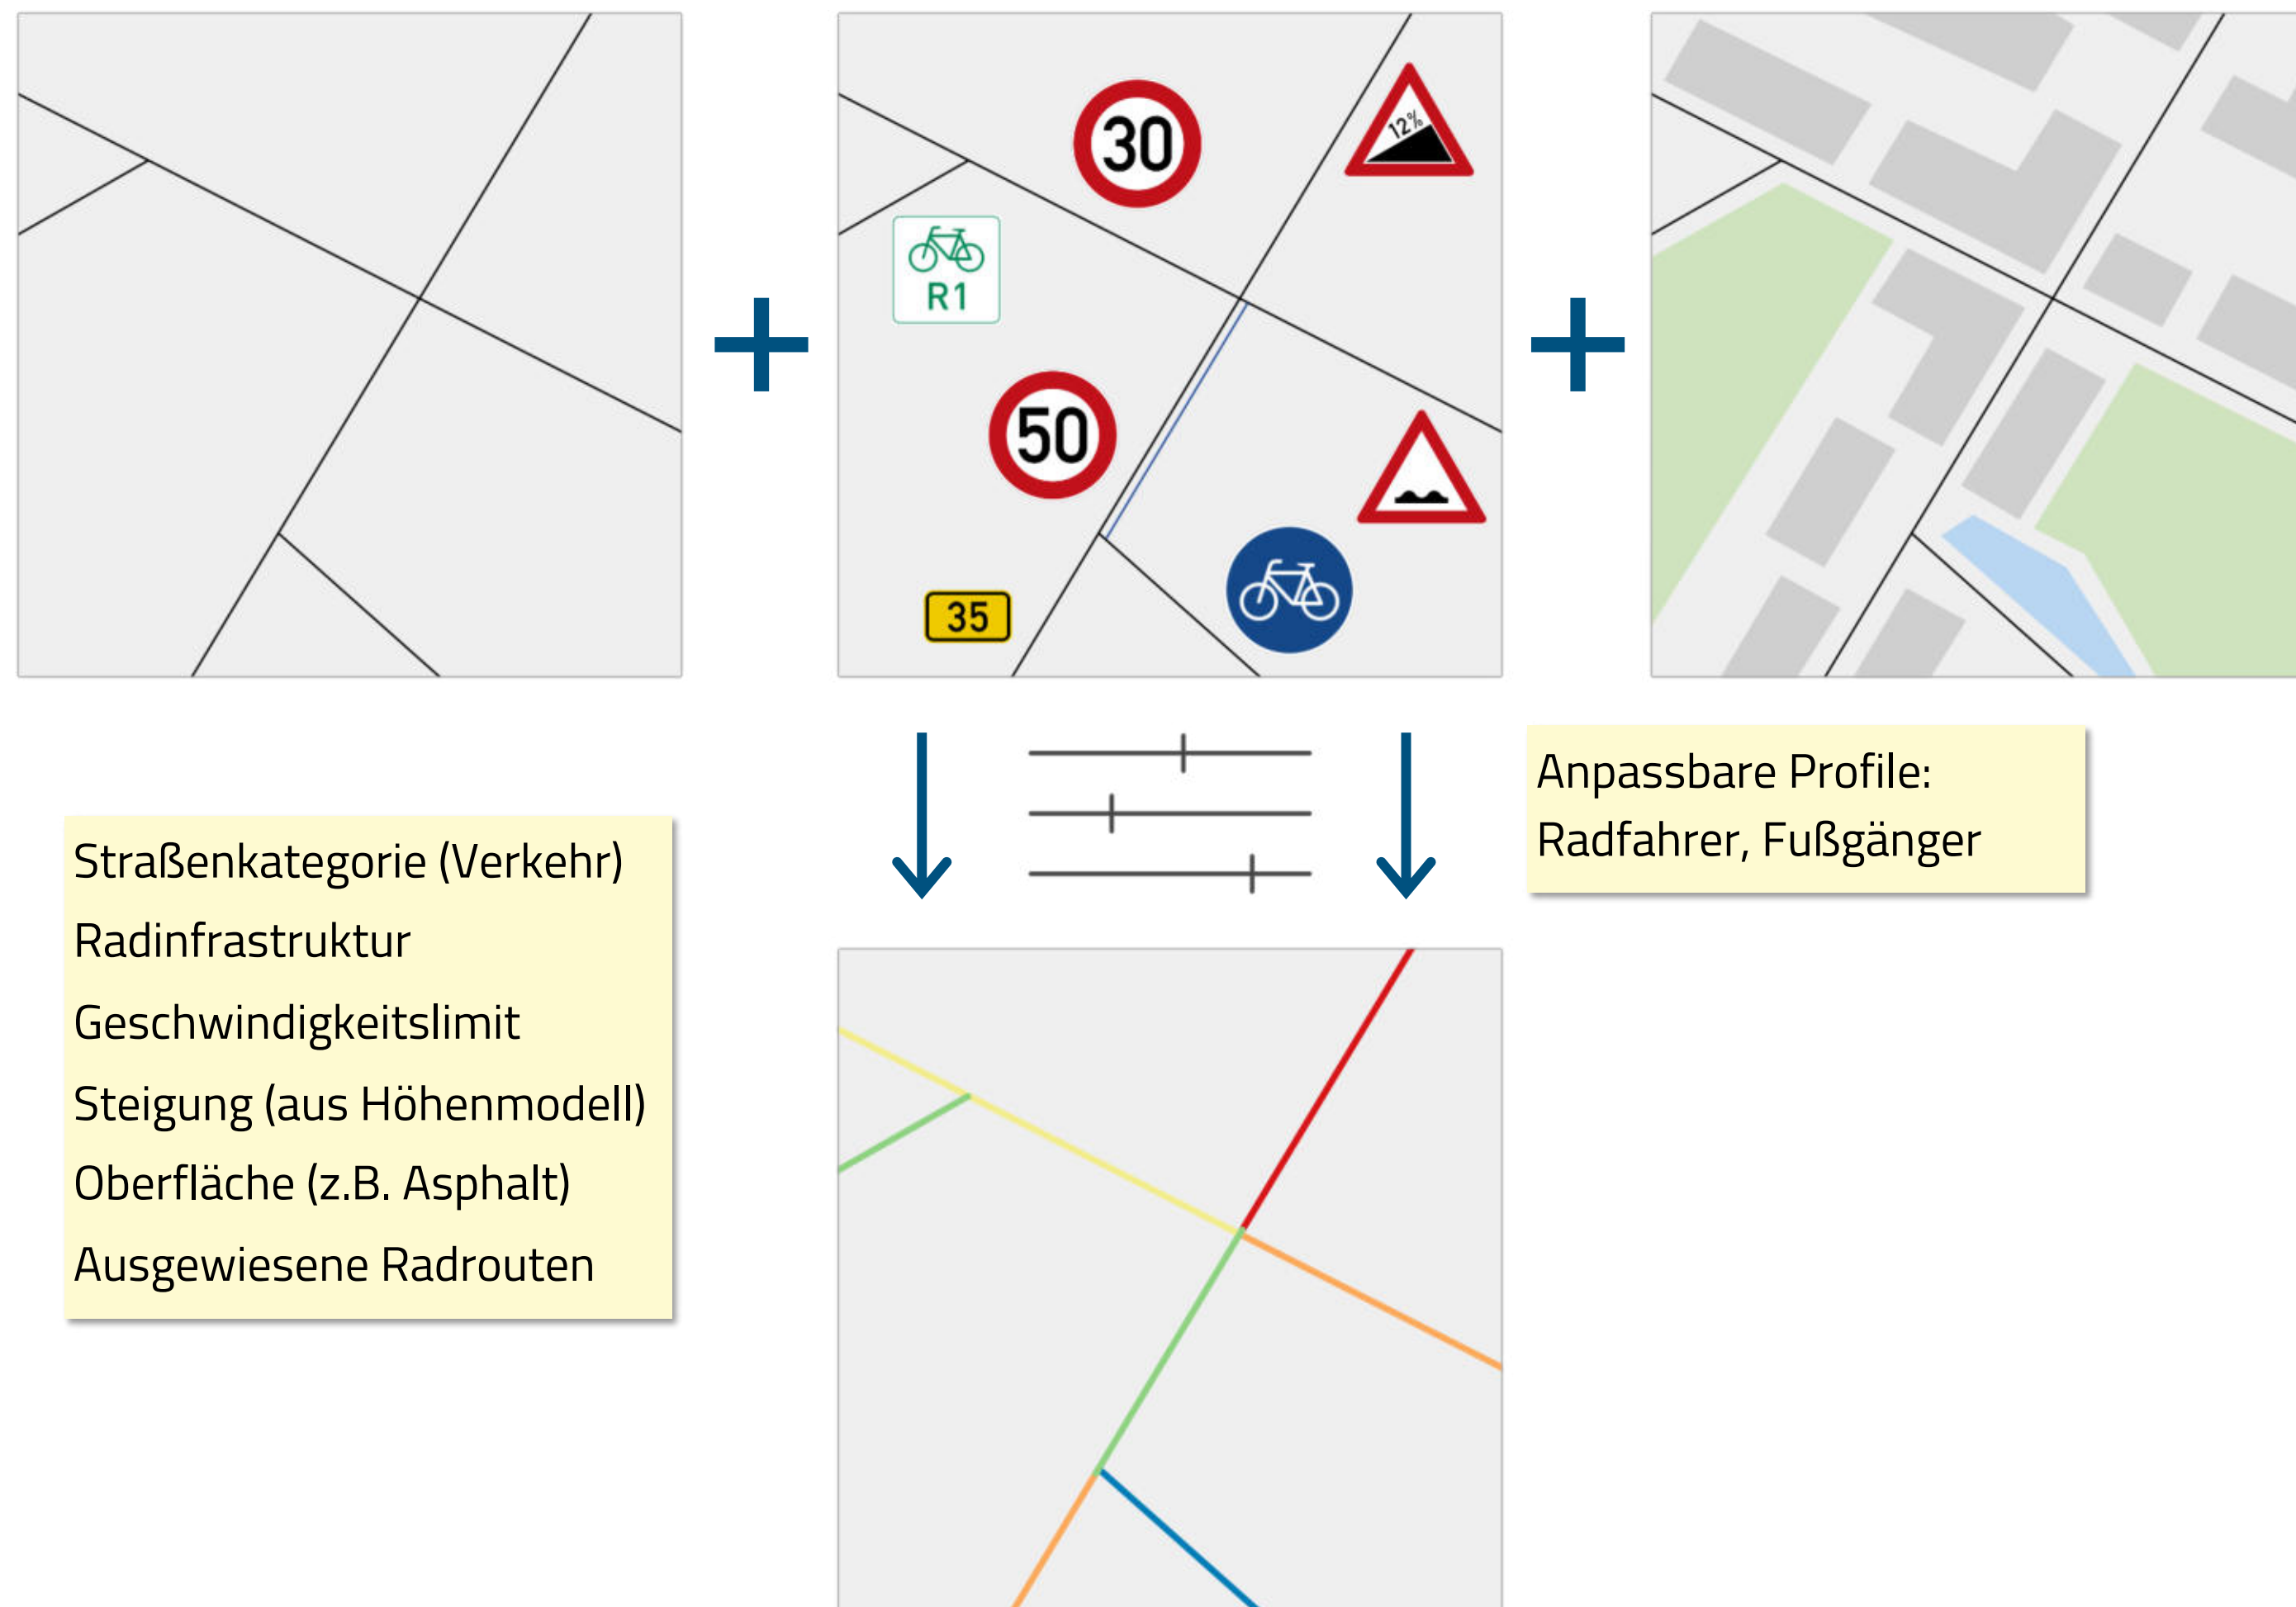 30
12%
R1
50
35
Anpassbare Profile:
Radfahrer, Fußgänger
Straßenkategorie (Verkehr)
Radinfrastruktur
Geschwindigkeitslimit
Steigung (aus Höhenmodell)
Oberfläche (z.B. Asphalt)
Ausgewiesene Radrouten